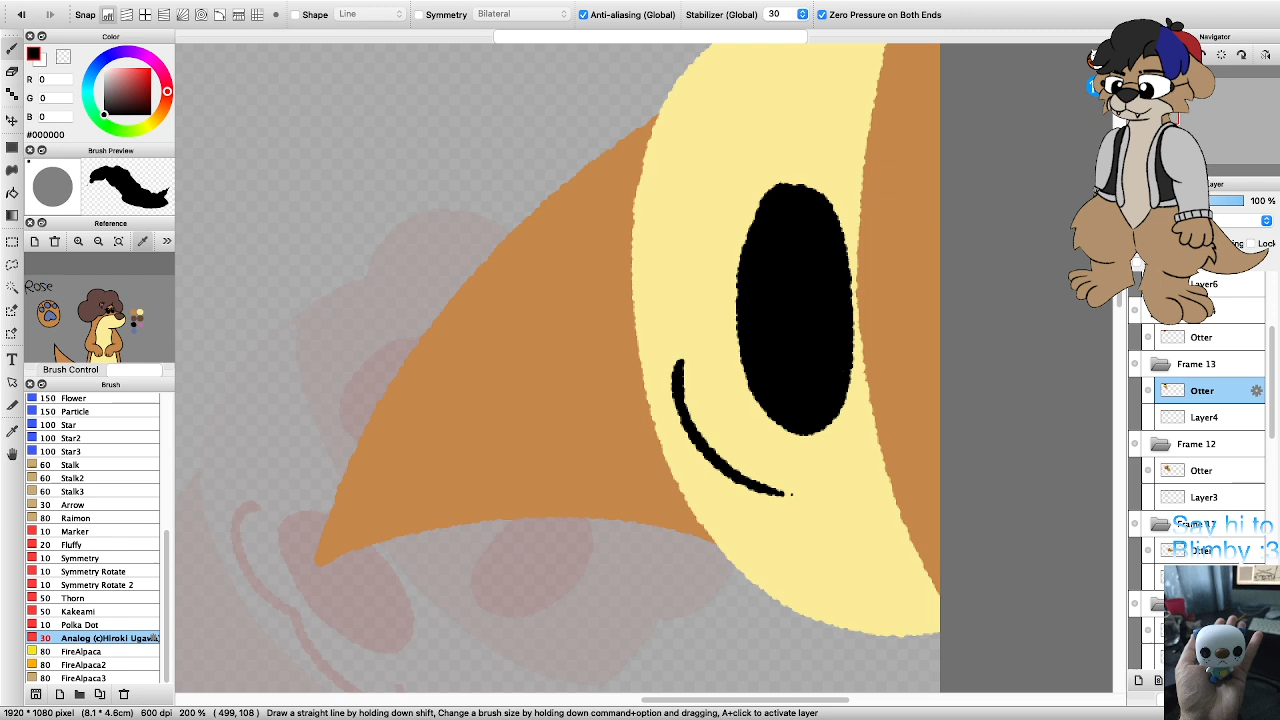 Snap
Shape
Line
Symmetry
Bilateral
Anti-aliasing (Global)
Stabilizer (Global)
30
Zero Pressure on Both Ends
Color
R 0
G 0
B 0
#000000
Brush Preview
Reference
Rose
Brush Control
Brush
150 Flower
150 Particle
100 Star
100 Star2
100 Star3
60 Stalk
60 Stalk2
60 Stalk3
30 Arrow
80 Raimon
10 Marker
20 Fluffy
10 Symmetry
10 Symmetry Rotate
10 Symmetry Rotate 2
50 Thorn
50 Kakeami
10 Polka Dot
30 Analog (c)Hiroki Ugawa
80 FireAlpaca
80 FireAlpaca2
80 FireAlpaca3
Navigator
Layer
100 %
Lock
Layer6
Otter
Frame 13
Otter
Layer4
Frame 12
Otter
Layer3
Say hi to
Blimby :3
1920 * 1080 pixel (8.1 * 4.6cm) 600 dpi 200 % ( 499, 108 ) Draw a straight line by holding down shift, Change a brush size by holding down command+option and dragging, A+click to activate layer